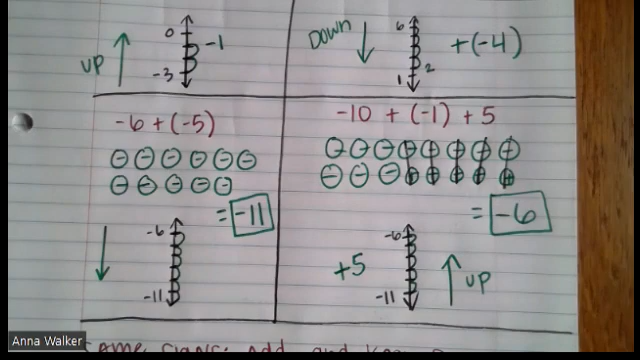 UP
0
-1
-3
Down
6
2
1
+(-4)
-6 + (-5)
= -11
-6
-11
-10 + (-1) + 5
= -6
+5
-6
-11
UP
Anna Walker